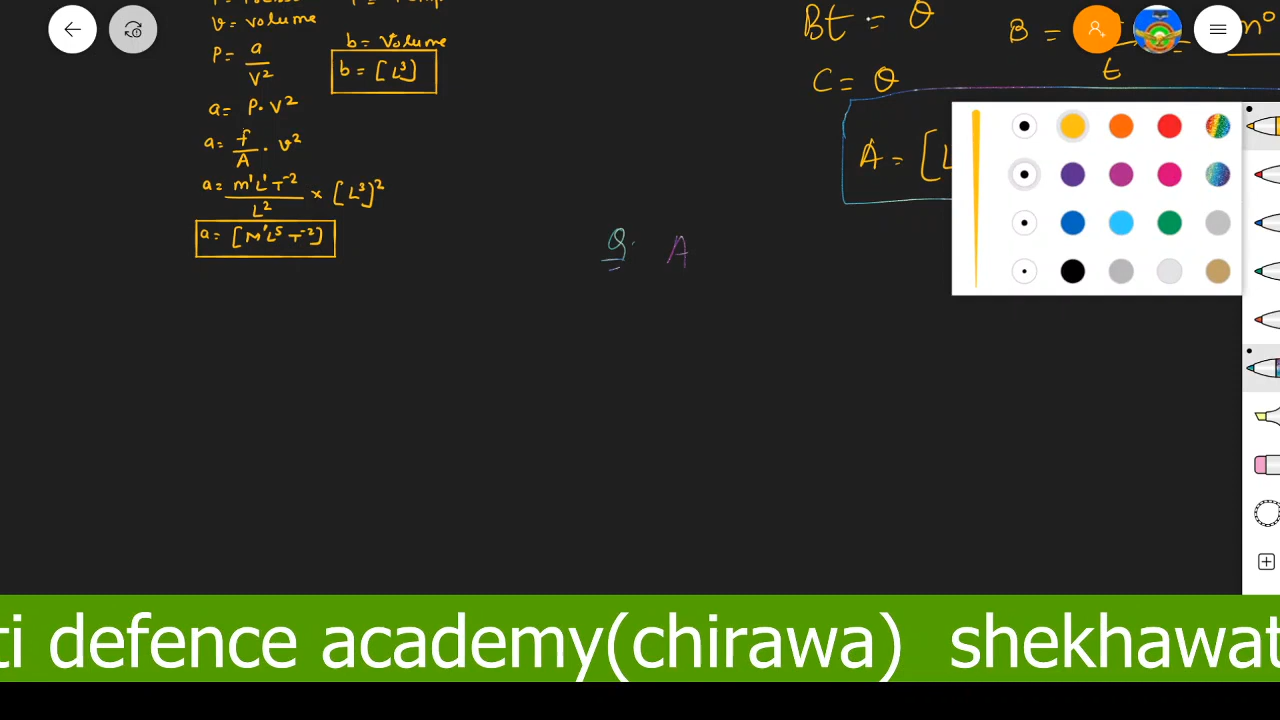 v = volume
b = volume
P = a/V²
b = [L³]
a = P·V²
a = f/A · v²
a = M¹L¹T⁻²/L² × [L³]²
a = [M¹L⁵T⁻²]
Bt = θ
B =
t
C = θ
A = [L
Q. A
ti defence academy(chirawa) shekhawat